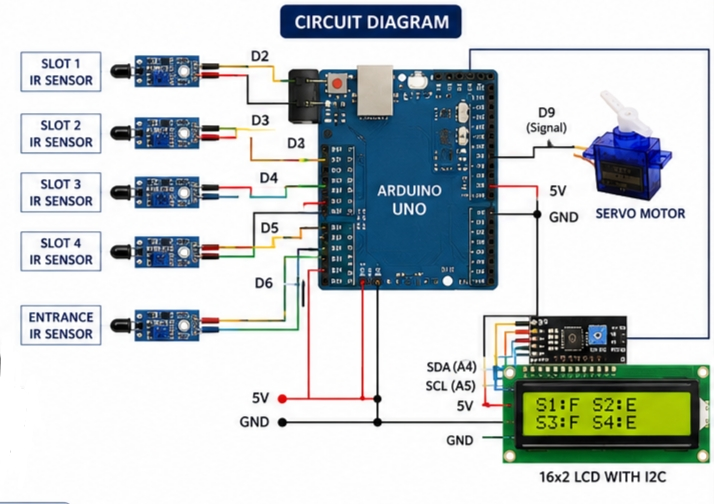 CIRCUIT DIAGRAM
SLOT 1
IR SENSOR
D2
SLOT 2
IR SENSOR
D3
D3
SLOT 3
IR SENSOR
D4
SLOT 4
IR SENSOR
D5
D6
ENTRANCE
IR SENSOR
ARDUINO
UNO
D9
(Signal)
5V
GND
SERVO MOTOR
5V
GND
SDA (A4)
SCL (A5)
5V
GND
S1:F S2:E
S3:F S4:E
16x2 LCD WITH I2C